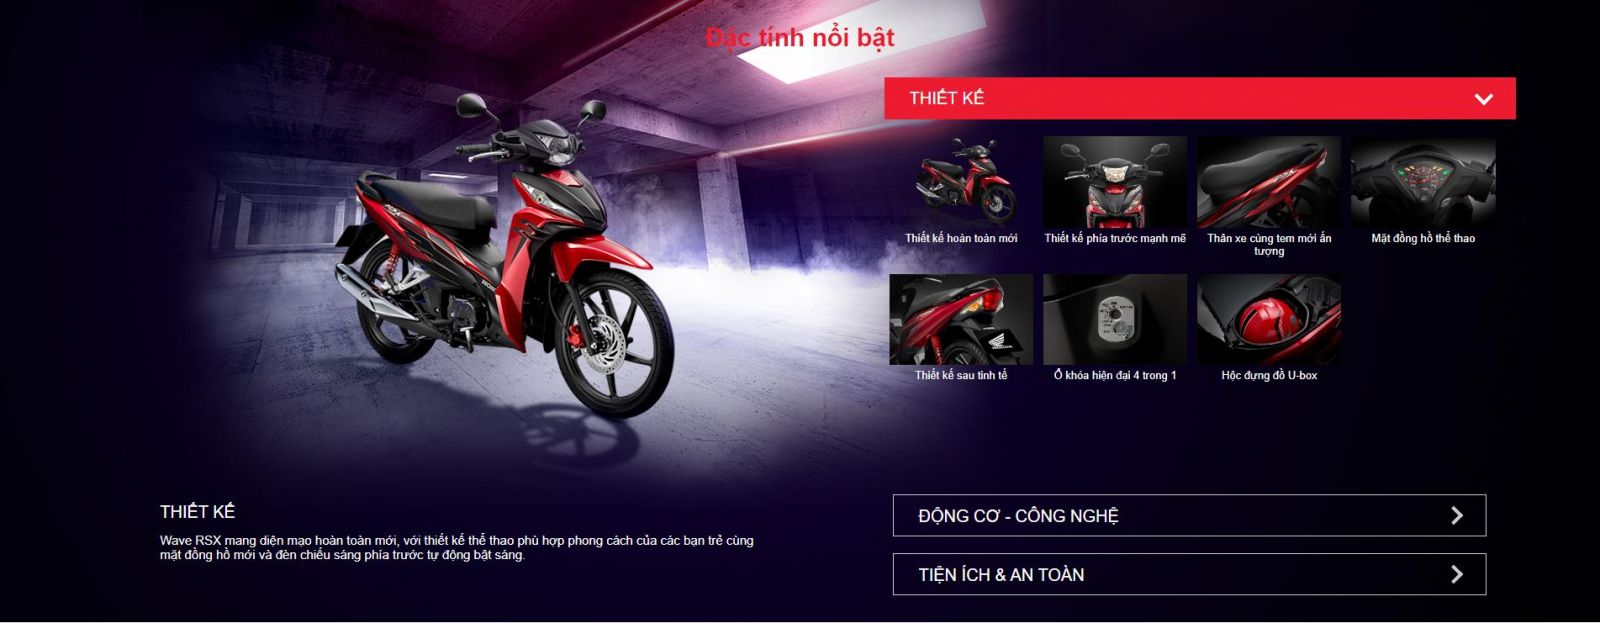 Đặc tính nổi bật
THIẾT KẾ
Thiết kế hoàn toàn mới
Thiết kế phía trước mạnh mẽ
Thân xe cùng tem mới ấn
tượng
Mặt đồng hồ thể thao
Thiết kế sau tinh tế
Ổ khóa hiện đại 4 trong 1
Hộc đựng đồ U-box
THIẾT KẾ
Wave RSX mang diện mạo hoàn toàn mới, với thiết kế thể thao phù hợp phong cách của các bạn trẻ cùng
mặt đồng hồ mới và đèn chiếu sáng phía trước tự động bật sáng.
ĐỘNG CƠ - CÔNG NGHỆ
TIỆN ÍCH & AN TOÀN